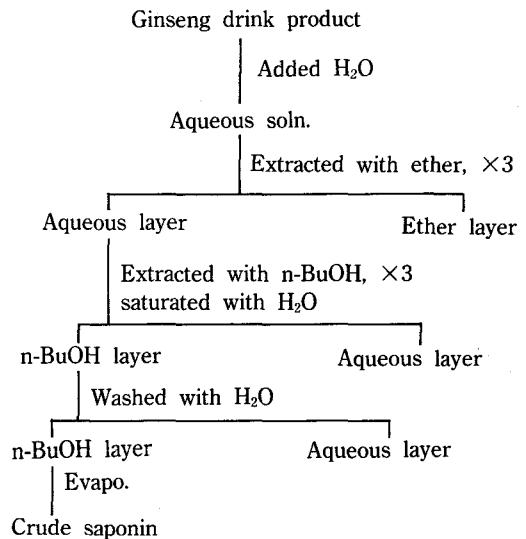 Ginseng drink product
Added H₂O
Aqueous soln.
Extracted with ether, ×3
Aqueous layer
Ether layer
Extracted with n-BuOH, ×3
saturated with H₂O
n-BuOH layer
Aqueous layer
Washed with H₂O
n-BuOH layer
Aqueous layer
Evapo.
Crude saponin